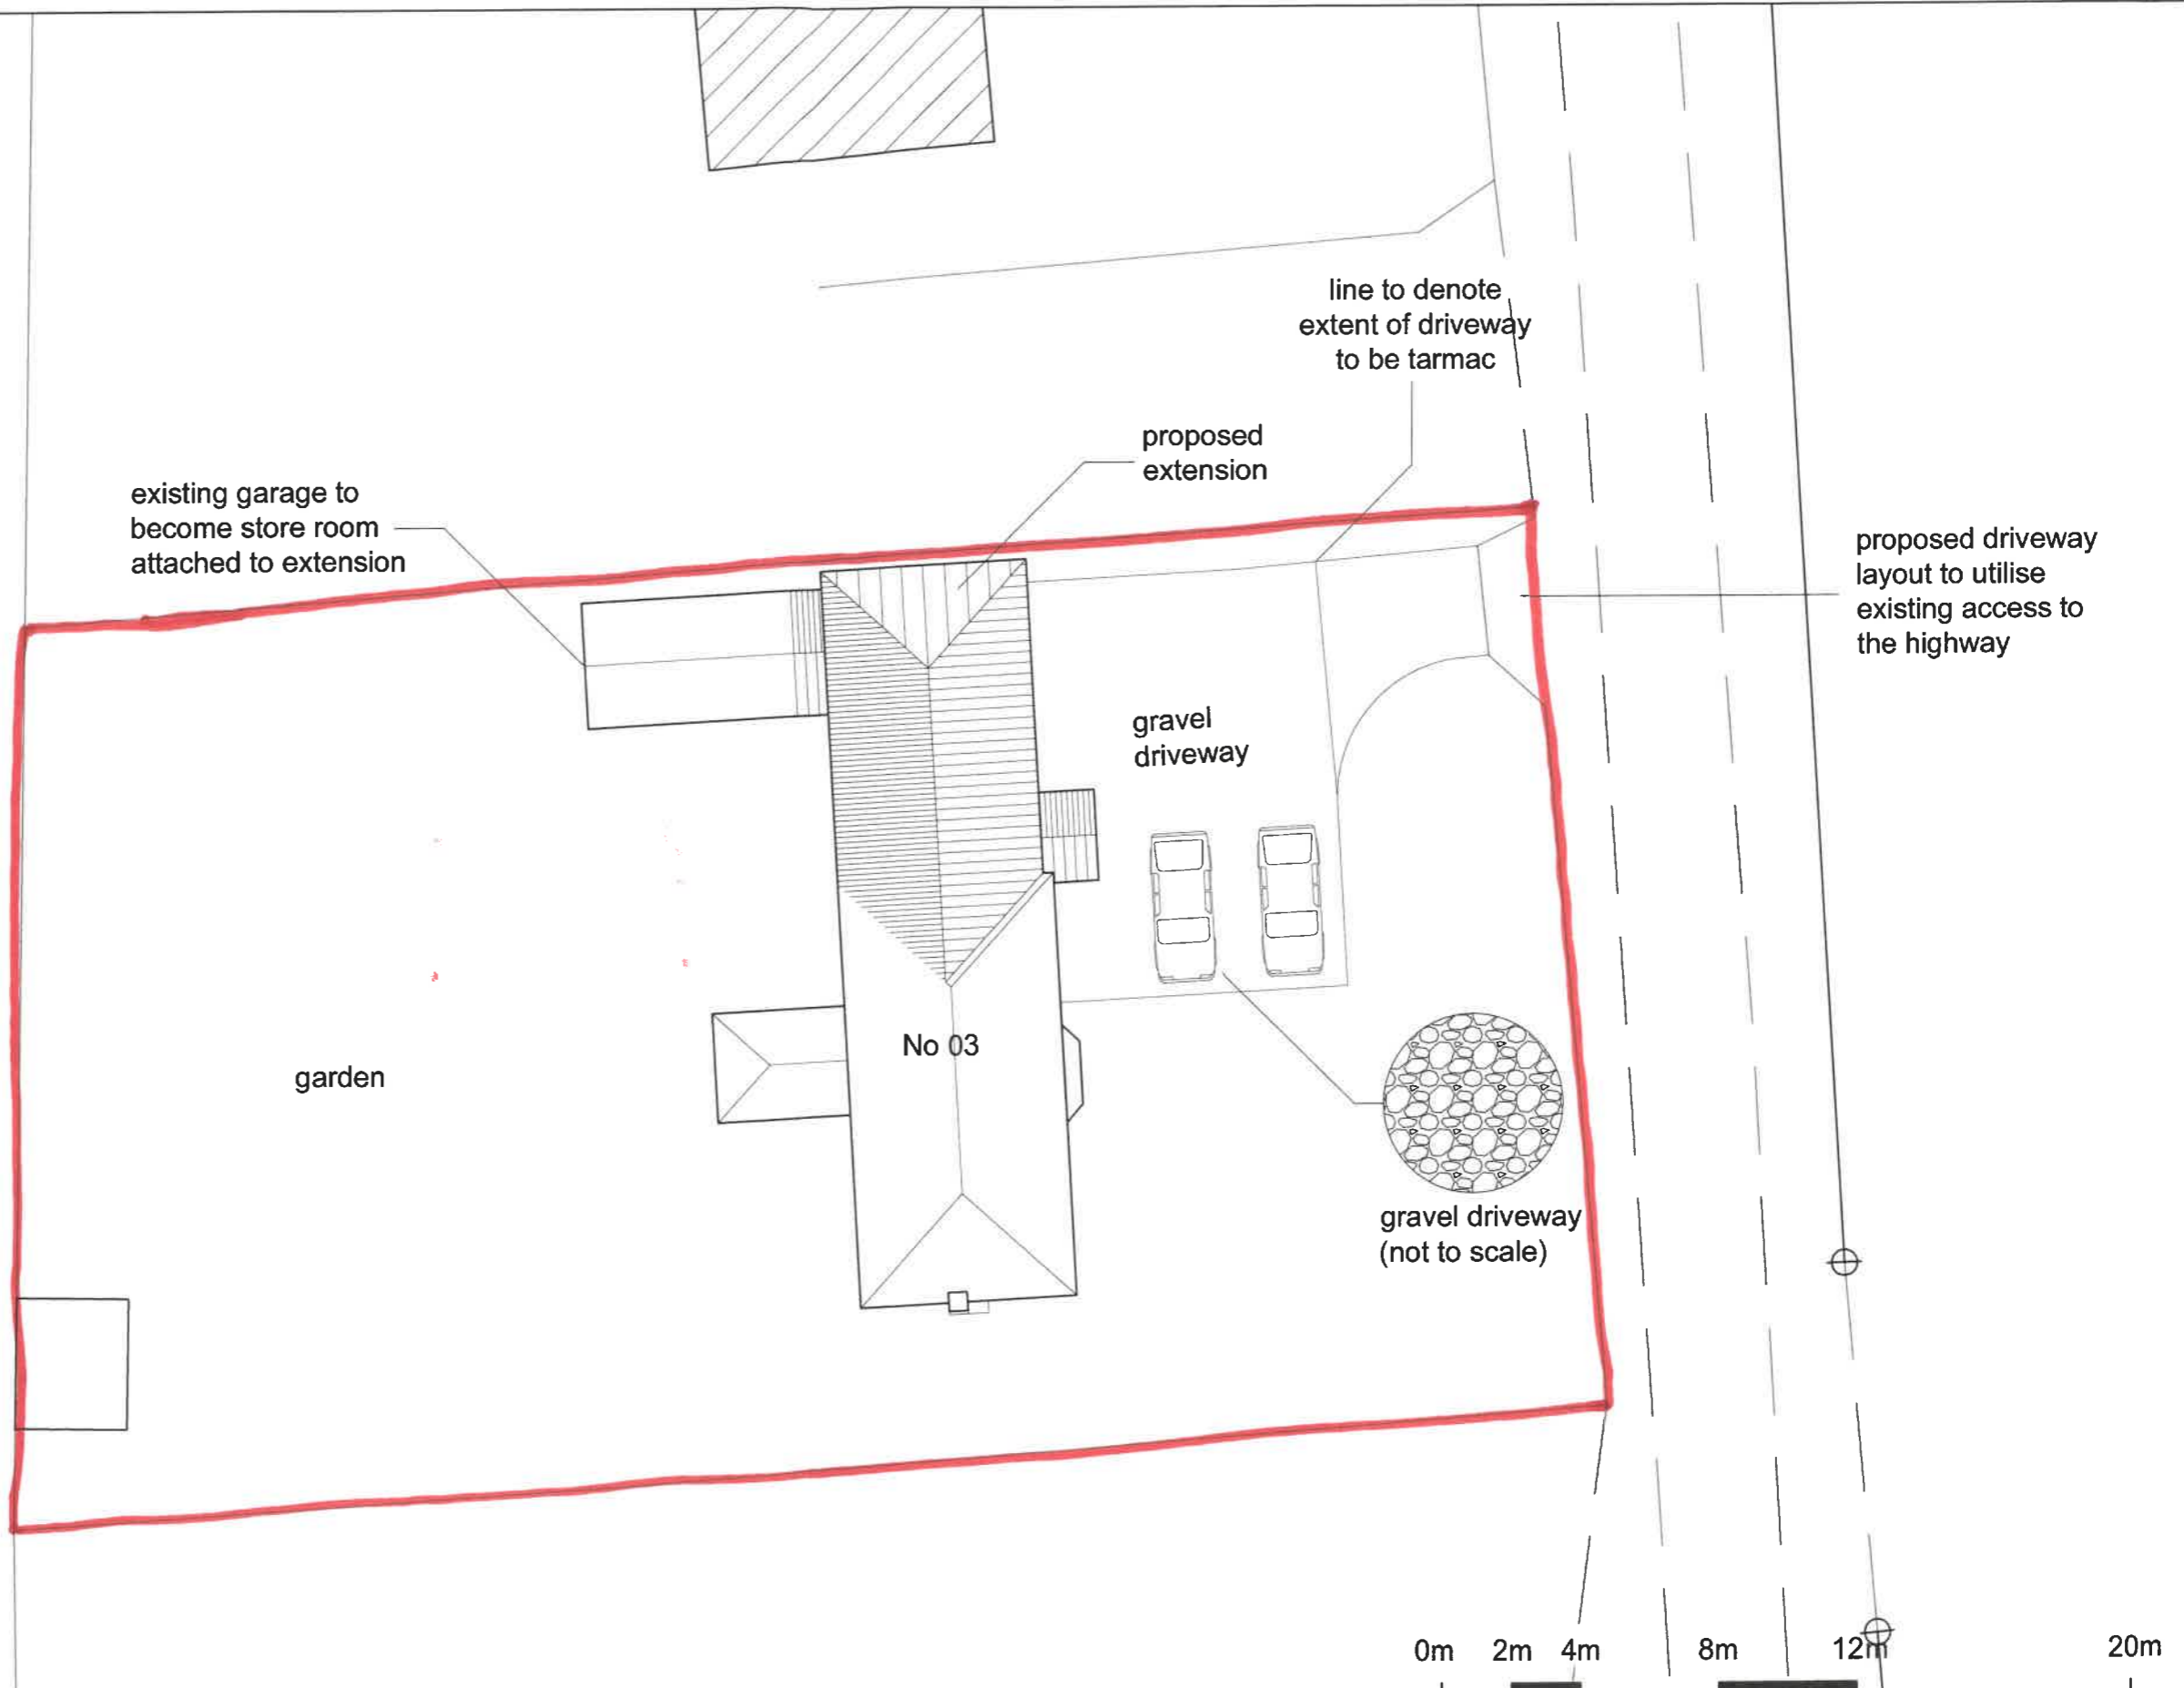 line to denote
extent of driveway
to be tarmac
proposed
extension
existing garage to
become store room
attached to extension
proposed driveway
layout to utilise
existing access to
the highway
gravel
driveway
No 03
garden
gravel driveway
(not to scale)
0m 2m 4m 8m 12m 20m